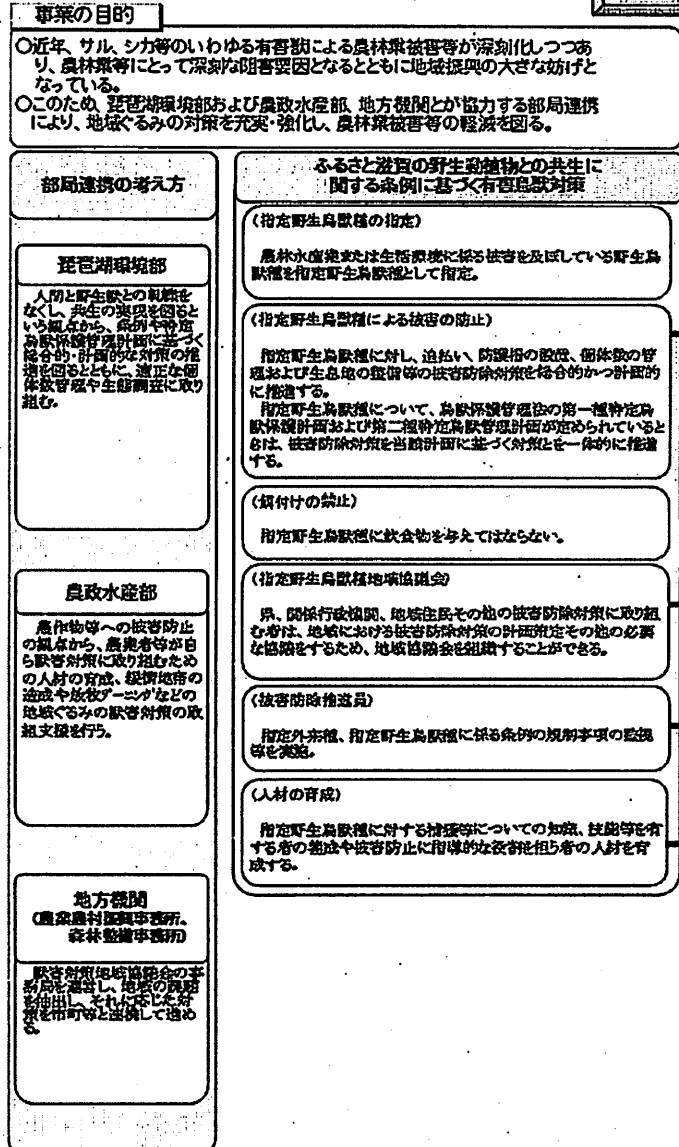 事業の目的
○近年、サル、シカ等のいわゆる有害獣による農林業被害等が深刻化しつつあ
り、農林業等にとって深刻な阻害要因となるとともに地域振興の大きな妨げと
なっている。
○このため、琵琶湖環境部および農政水産部、地方機関とが協力する部局連携
により、地域ぐるみの対策を充実・強化し、農林業被害等の軽減を図る。
部局連携の考え方
琵琶湖環境部
人間と野生獣との軋轢を
なくし、共生の実現を図ると
いう観点から、条例や特定
鳥獣保護管理計画に基づく
総合的・計画的な対策の推
進を図るとともに、適正な個
体数管理や生態調査に取り
組む。
農政水産部
農作物等への被害防止
の観点から、農業者等が自
ら獣害対策に取り組むため
の人材の育成、緩衝地帯の
造成や放牧ゾーニングなどの
地域ぐるみの獣害対策の取
組支援を行う。
地方機関
(農業農村振興事務所、
森林整備事務所)
獣害対策地域協議会の事
務局を運営し、地域の課題
を抽出し、それに応じた対
策を市町等と連携して進め
る。
ふるさと滋賀の野生動植物との共生に
関する条例に基づく有害鳥獣対策
(指定野生鳥獣種の指定)
農林水産業または生活環境に係る被害を及ぼしている野生鳥
獣種を指定野生鳥獣種として指定。
(指定野生鳥獣種による被害の防止)
指定野生鳥獣種に対し、追払い、防護柵の設置、個体数の管
理および生息地の整備等の被害防除対策を総合的かつ計画的
に推進する。
指定野生鳥獣種について、鳥獣保護管理法の第一種特定鳥
獣保護計画および第二種特定鳥獣管理計画が定められていると
きは、被害防除対策を当該計画に基づく対策とを一体的に推進
する。
(餌付けの禁止)
指定野生鳥獣種に飲食物を与えてはならない。
(指定野生鳥獣種地域協議会)
県、関係行政機関、地域住民その他の被害防除対策に取り組
む者は、地域における被害防除対策の計画策定その他の必要
な協議をするため、地域協議会を組織することができる。
(被害防除推進員)
指定外来種、指定野生鳥獣種に係る条例の規制事項の監視
等を実施。
(人材の育成)
指定野生鳥獣種に対する捕獲等についての知識、技能等を有
する者の養成や被害防止に指導的な役割を担う者の人材を育
成する。